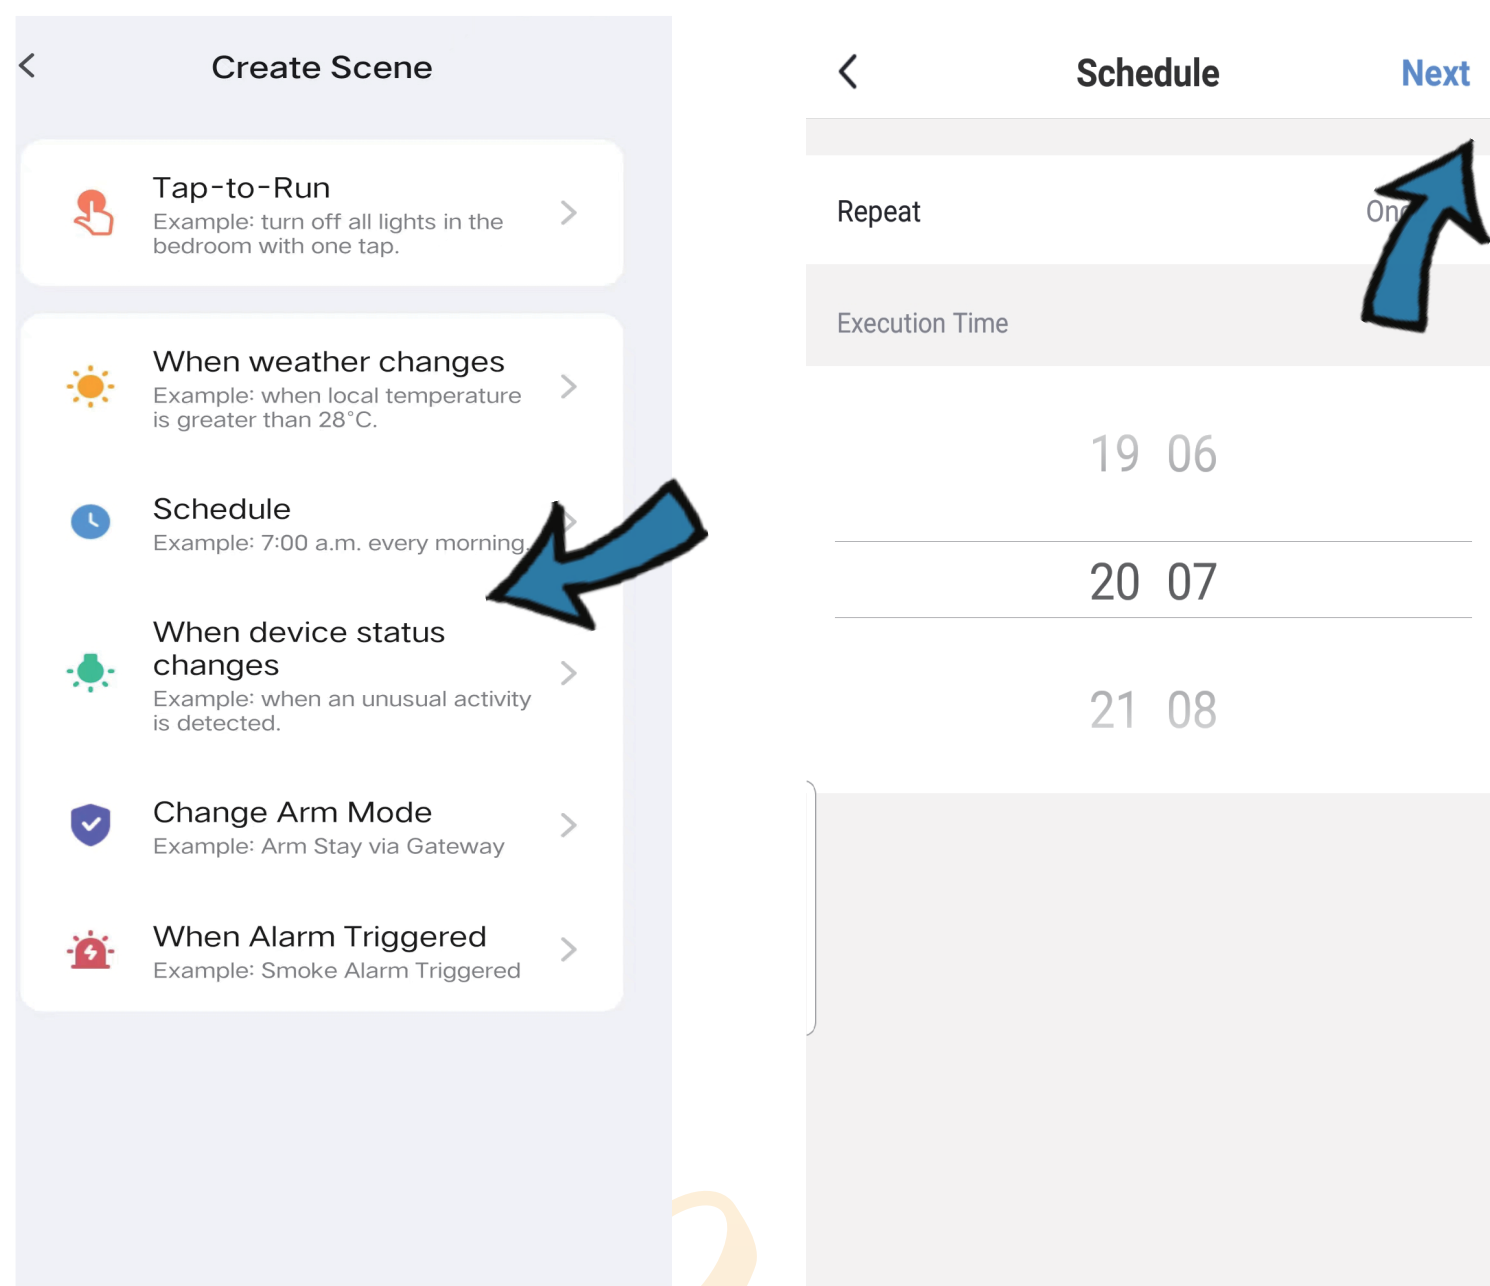 Create Scene
Tap-to-Run
Example: turn off all lights in the
bedroom with one tap.
When weather changes
Example: when local temperature
is greater than 28°C.
Schedule
Example: 7:00 a.m. every morning.
When device status
changes
Example: when an unusual activity
is detected.
Change Arm Mode
Example: Arm Stay via Gateway
When Alarm Triggered
Example: Smoke Alarm Triggered
Schedule
Next
Repeat
Execution Time
19 06
20 07
21 08